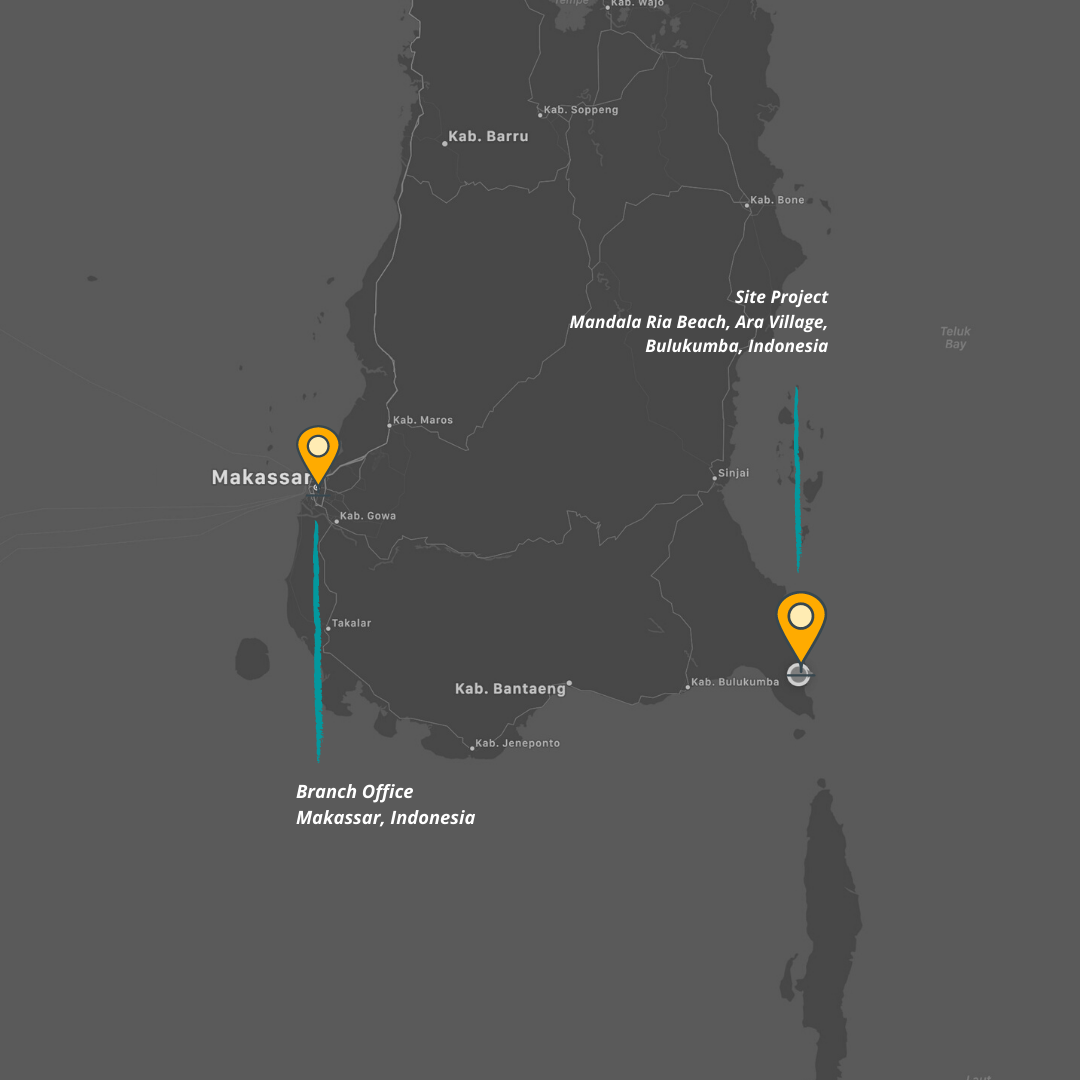 Tempe
Kab. Wajo
Kab. Soppeng
Kab. Barru
Kab. Bone
Site Project
Mandala Ria Beach, Ara Village,
Bulukumba, Indonesia
Teluk
Bay
Kab. Maros
Makassar
Sinjai
Kab. Gowa
Takalar
Kab. Bulukumba
Kab. Bantaeng
Kab. Jeneponto
Branch Office
Makassar, Indonesia
Laut